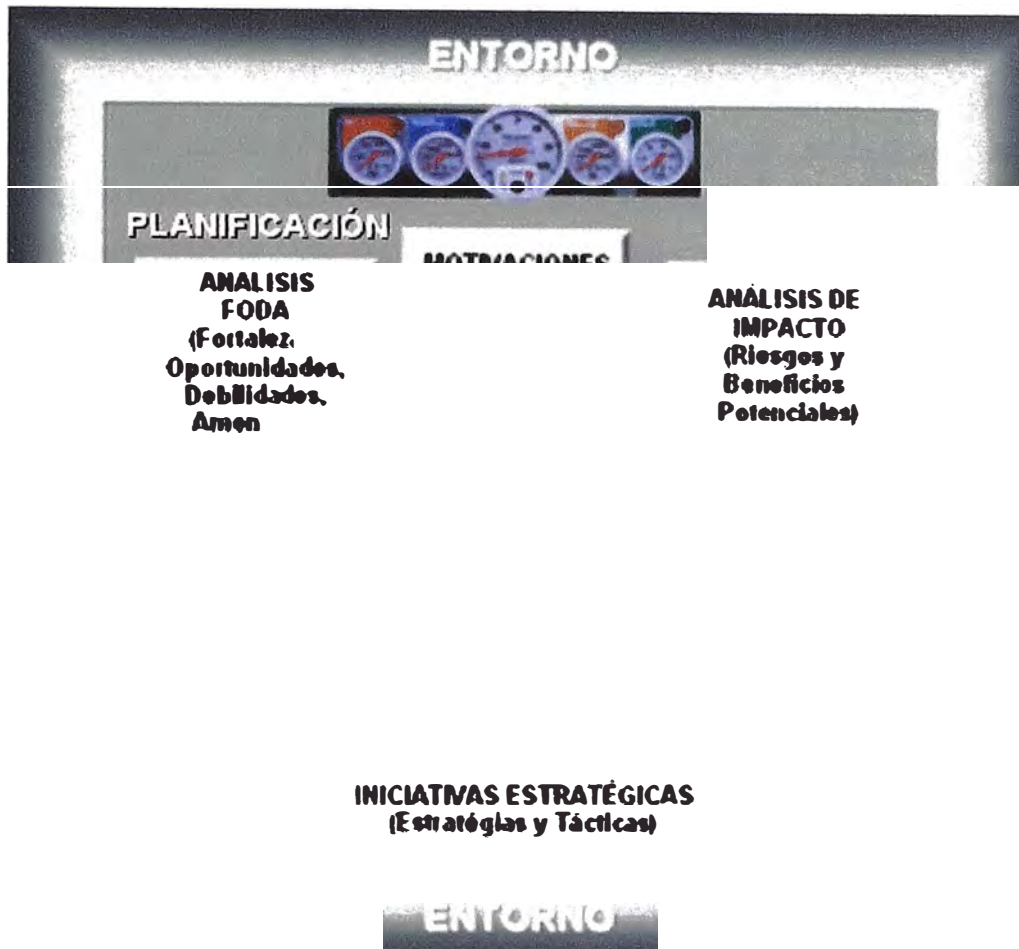 ENTORNO
PLANIFICACIÓN
MOTIVACIONES
ANALISIS
FODA
(Fortalez.
Oportunidades,
Debilidades,
Amen
ANÁLISIS DE
IMPACTO
(Riesgos y
Beneficios
Potenciales)
INICIATIVAS ESTRATÉGICAS
(Estratégias y Tácticas)
ENTORNO